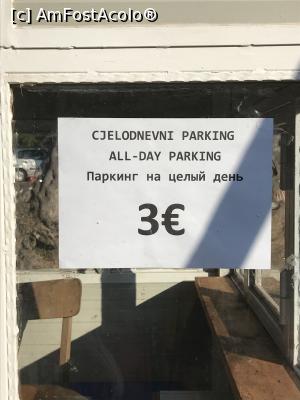 [c] AmFostAcolo®
CJELODNEVNI PARKING
ALL-DAY PARKING
Паркинг на целый день
3€